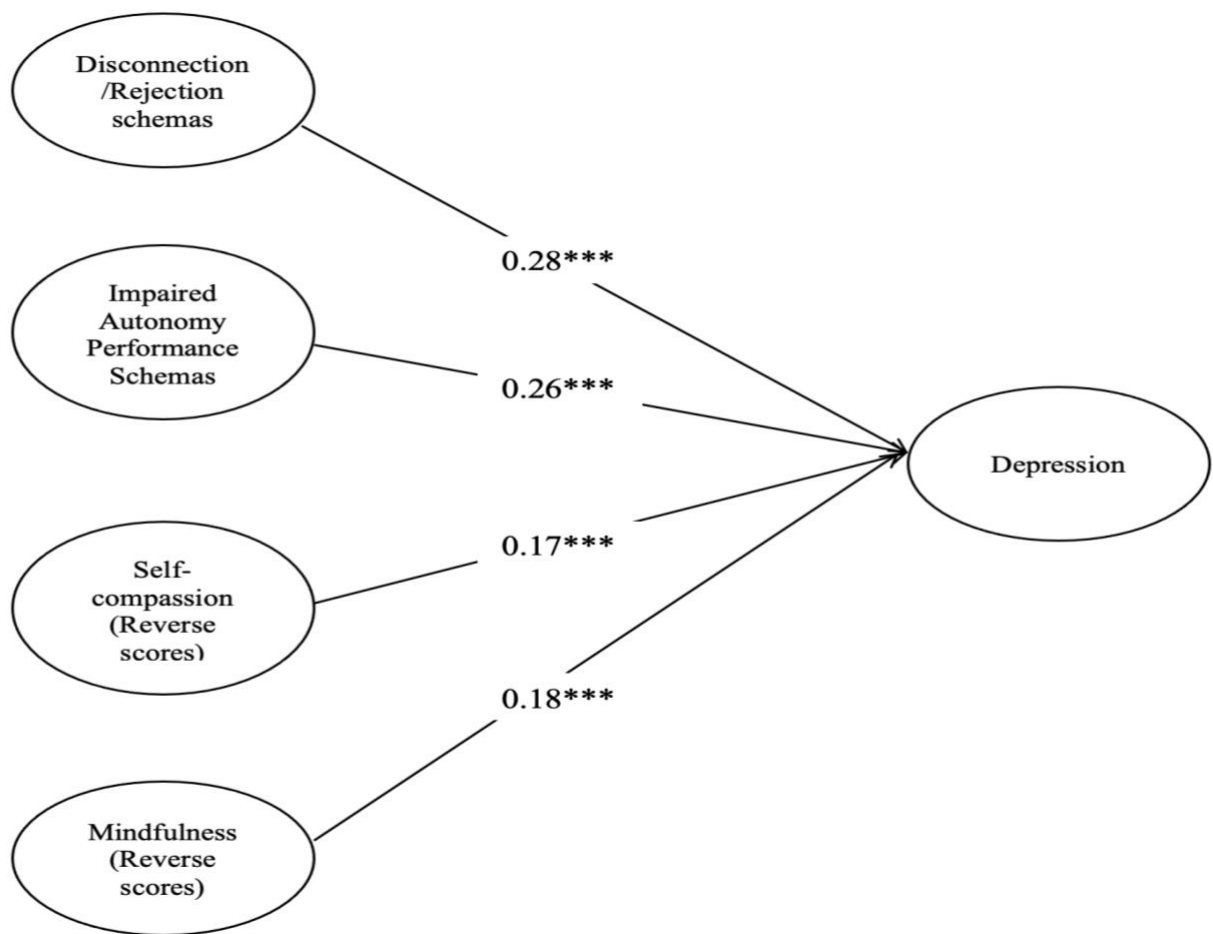 Disconnection
/Rejection
schemas
0.28***
Impaired
Autonomy
Performance
Schemas
0.26***
Depression
Self-
compassion
(Reverse
scores)
0.17***
0.18***
Mindfulness
(Reverse
scores)